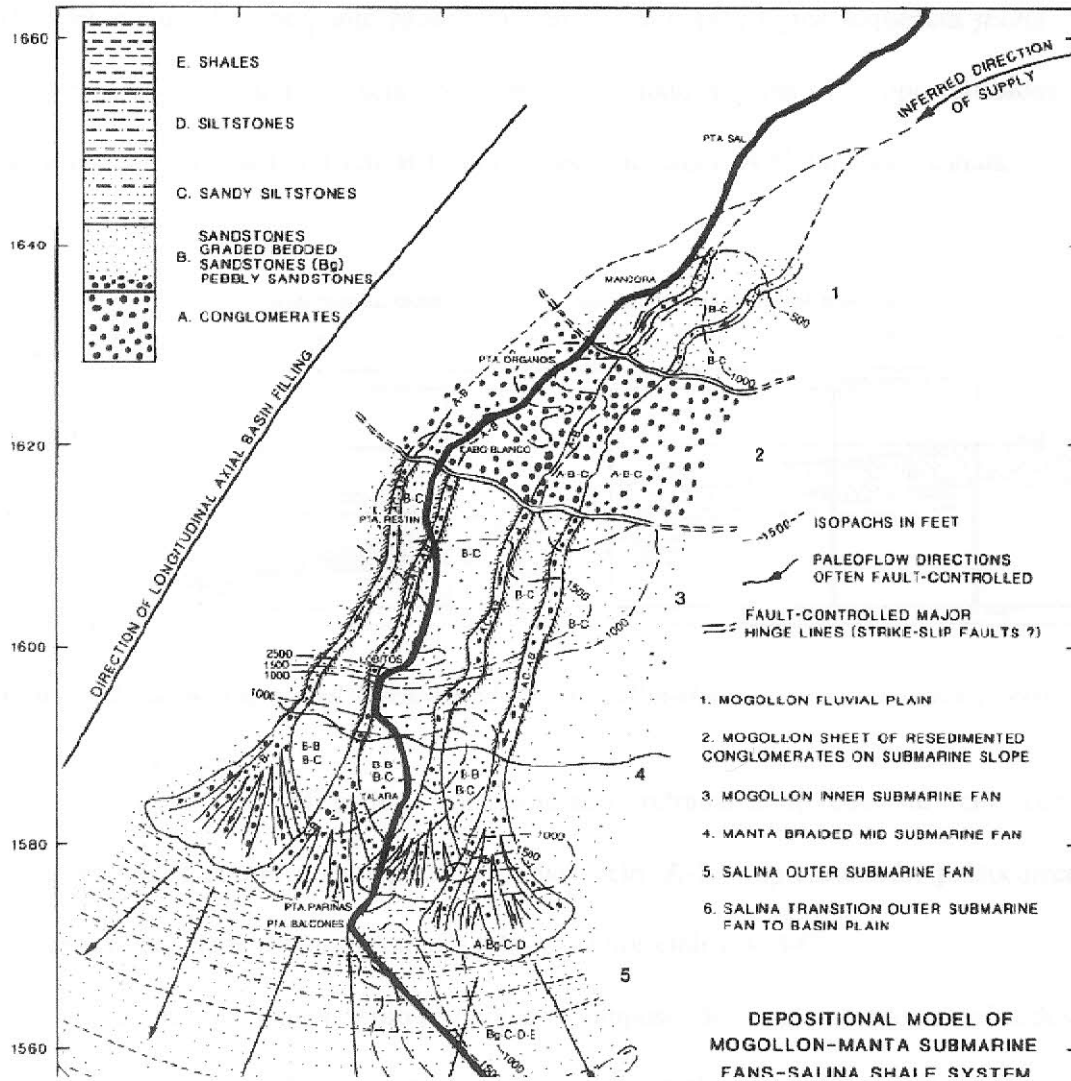 1660
1640
1620
1600
1580
1560
E. SHALES
D. SILTSTONES
C. SANDY SILTSTONES
SANDSTONES
GRADED BEDDED
B. SANDSTONES (Bg)
PEBBLY SANDSTONES
A. CONGLOMERATES
DIRECTION OF LONGITUDINAL AXIAL BASIN FILLING
INFERRED DIRECTION
OF SUPPLY
PTA SAL
MANCORA
1
B-C
500
B-C
1000
PTA. ORGANOS
A-B
A-B
CABO BLANCO
A-B
A-B-C
2
B-C
PTA. RESTIN
B-C
B-C
1500
B-C
1000
3
LOBITOS
2500
1500
1000
1000
B-B
B-C
B-B
B-C
B-B
B-C
TALARA
4
1000
1500
PTA. PARINAS
PTA. BALCONES
A-Bg-C-D
5
Bg-C-D-E
1000
1500
1500 ISOPACHS IN FEET
PALEOFLOW DIRECTIONS
OFTEN FAULT-CONTROLLED
FAULT-CONTROLLED MAJOR
HINGE LINES (STRIKE-SLIP FAULTS ?)
1. MOGOLLON FLUVIAL PLAIN
2. MOGOLLON SHEET OF RESEDIMENTED
CONGLOMERATES ON SUBMARINE SLOPE
3. MOGOLLON INNER SUBMARINE FAN
4. MANTA BRAIDED MID SUBMARINE FAN
5. SALINA OUTER SUBMARINE FAN
6. SALINA TRANSITION OUTER SUBMARINE
FAN TO BASIN PLAIN
DEPOSITIONAL MODEL OF
MOGOLLON-MANTA SUBMARINE
FANS-SALINA SHALE SYSTEM